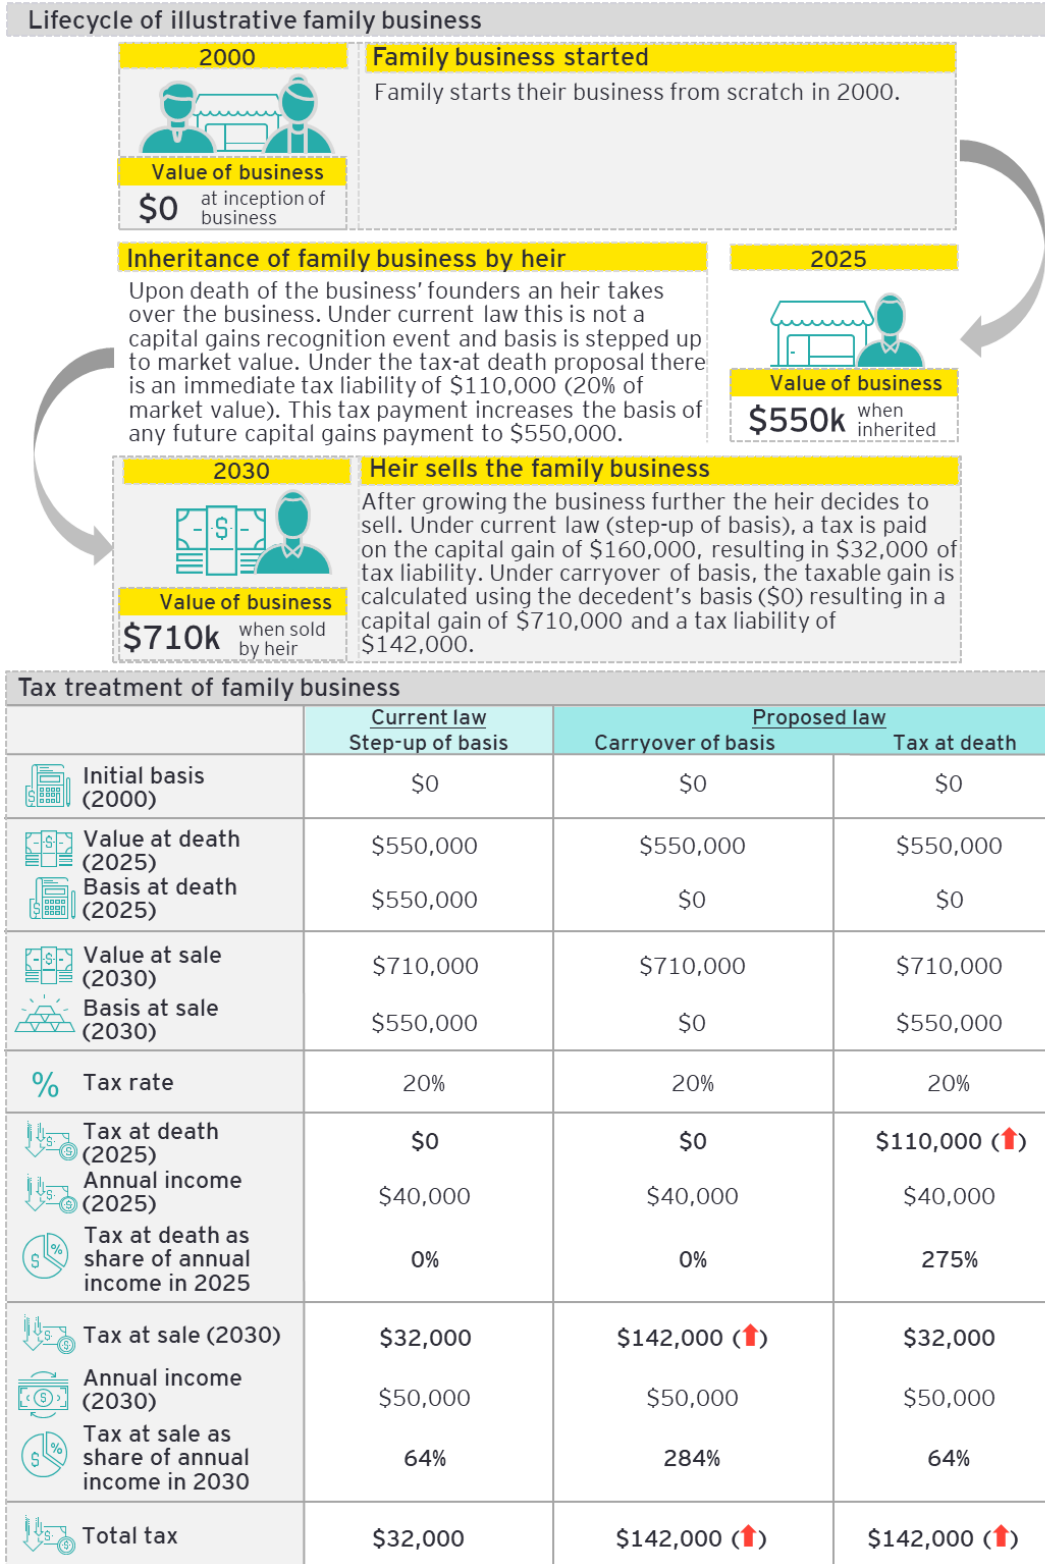 Lifecycle of illustrative family business
2000
Family business started
Family starts their business from scratch in 2000.
Value of business
$0 at inception of
business
Inheritance of family business by heir
Upon death of the business' founders an heir takes
over the business. Under current law this is not a
capital gains recognition event and basis is stepped up
to market value. Under the tax-at death proposal there
is an immediate tax liability of $110,000 (20% of
market value). This tax payment increases the basis of
any future capital gains payment to $550,000.
2025
Value of business
$550k when
inherited
2030
Heir sells the family business
After growing the business further the heir decides to
sell. Under current law (step-up of basis), a tax is paid
on the capital gain of $160,000, resulting in $32,000 of
tax liability. Under carryover of basis, the taxable gain is
calculated using the decedent's basis ($0) resulting in a
capital gain of $710,000 and a tax liability of
$142,000.
Value of business
$710k when sold
by heir
Tax treatment of family business
Current law Proposed law
Step-up of basis Carryover of basis Tax at death
Initial basis
(2000) $0 $0 $0
Value at death
(2025) $550,000 $550,000 $550,000
Basis at death
(2025) $550,000 $0 $0
Value at sale
(2030) $710,000 $710,000 $710,000
Basis at sale
(2030) $550,000 $0 $550,000
% Tax rate 20% 20% 20%
Tax at death
(2025) $0 $0 $110,000 (⬆)
Annual income
(2025) $40,000 $40,000 $40,000
Tax at death as
share of annual
income in 2025 0% 0% 275%
Tax at sale (2030) $32,000 $142,000 (⬆) $32,000
Annual income
(2030) $50,000 $50,000 $50,000
Tax at sale as
share of annual
income in 2030 64% 284% 64%
Total tax $32,000 $142,000 (⬆) $142,000 (⬆)